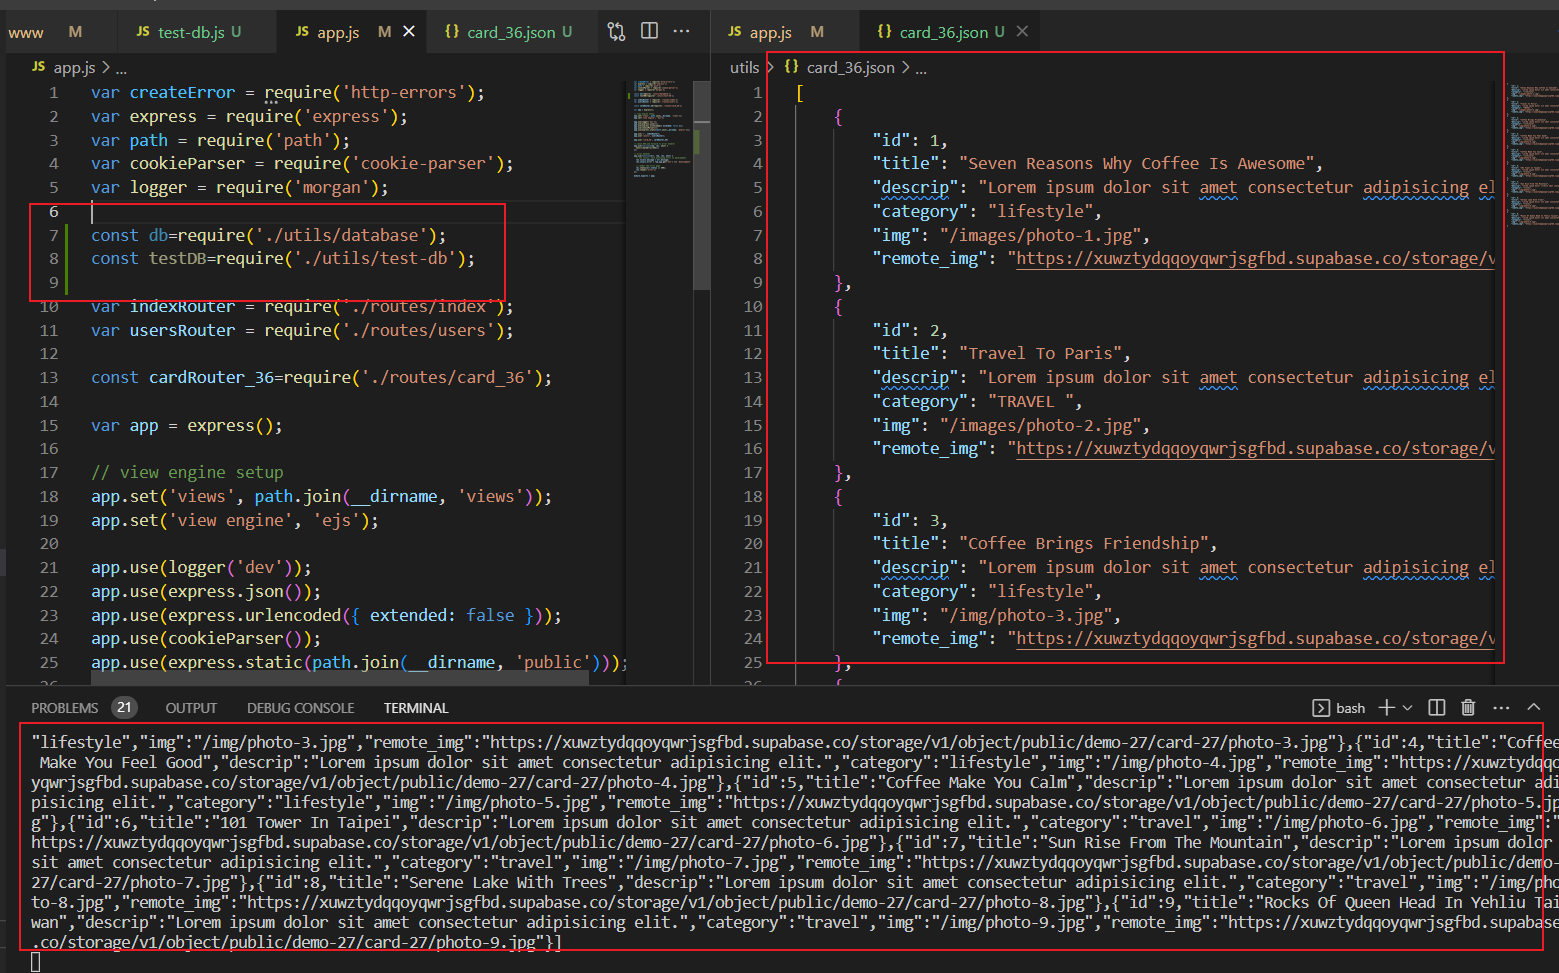 www M JS test-db.js U JS app.js M {} card_36.json U
JS app.js > ...
1 var createError = require('http-errors');
2 var express = require('express');
3 var path = require('path');
4 var cookieParser = require('cookie-parser');
5 var logger = require('morgan');
6
7 const db=require('./utils/database');
8 const testDB=require('./utils/test-db');
9
10 var indexRouter = require('./routes/index');
11 var usersRouter = require('./routes/users');
12
13 const cardRouter_36=require('./routes/card_36');
14
15 var app = express();
16
17 // view engine setup
18 app.set('views', path.join(__dirname, 'views'));
19 app.set('view engine', 'ejs');
20
21 app.use(logger('dev'));
22 app.use(express.json());
23 app.use(express.urlencoded({ extended: false }));
24 app.use(cookieParser());
25 app.use(express.static(path.join(__dirname, 'public')));
JS app.js M {} card_36.json U
utils > {} card_36.json > ...
1 [
2 {
3 "id": 1,
4 "title": "Seven Reasons Why Coffee Is Awesome",
5 "descrip": "Lorem ipsum dolor sit amet consectetur adipisicing el
6 "category": "lifestyle",
7 "img": "/images/photo-1.jpg",
8 "remote_img": "https://xuwztydqqoyqwrjsgfbd.supabase.co/storage/v
9 },
10 {
11 "id": 2,
12 "title": "Travel To Paris",
13 "descrip": "Lorem ipsum dolor sit amet consectetur adipisicing el
14 "category": "TRAVEL ",
15 "img": "/images/photo-2.jpg",
16 "remote_img": "https://xuwztydqqoyqwrjsgfbd.supabase.co/storage/v
17 },
18 {
19 "id": 3,
20 "title": "Coffee Brings Friendship",
21 "descrip": "Lorem ipsum dolor sit amet consectetur adipisicing el
22 "category": "lifestyle",
23 "img": "/img/photo-3.jpg",
24 "remote_img": "https://xuwztydqqoyqwrjsgfbd.supabase.co/storage/v
25 },
PROBLEMS 21 OUTPUT DEBUG CONSOLE TERMINAL bash
"lifestyle","img":"/img/photo-3.jpg","remote_img":"https://xuwztydqqoyqwrjsgfbd.supabase.co/storage/v1/object/public/demo-27/card-27/photo-3.jpg"},{"id":4,"title":"Coffee
Make You Feel Good","descrip":"Lorem ipsum dolor sit amet consectetur adipisicing elit.","category":"lifestyle","img":"/img/photo-4.jpg","remote_img":"https://xuwztydqqo
yqwrjsgfbd.supabase.co/storage/v1/object/public/demo-27/card-27/photo-4.jpg"},{"id":5,"title":"Coffee Make You Calm","descrip":"Lorem ipsum dolor sit amet consectetur adi
pisicing elit.","category":"lifestyle","img":"/img/photo-5.jpg","remote_img":"https://xuwztydqqoyqwrjsgfbd.supabase.co/storage/v1/object/public/demo-27/card-27/photo-5.jp
g"},{"id":6,"title":"101 Tower In Taipei","descrip":"Lorem ipsum dolor sit amet consectetur adipisicing elit.","category":"travel","img":"/img/photo-6.jpg","remote_img":"
https://xuwztydqqoyqwrjsgfbd.supabase.co/storage/v1/object/public/demo-27/card-27/photo-6.jpg"},{"id":7,"title":"Sun Rise From The Mountain","descrip":"Lorem ipsum dolor
sit amet consectetur adipisicing elit.","category":"travel","img":"/img/photo-7.jpg","remote_img":"https://xuwztydqqoyqwrjsgfbd.supabase.co/storage/v1/object/public/demo-
27/card-27/photo-7.jpg"},{"id":8,"title":"Serene Lake With Trees","descrip":"Lorem ipsum dolor sit amet consectetur adipisicing elit.","category":"travel","img":"/img/pho
to-8.jpg","remote_img":"https://xuwztydqqoyqwrjsgfbd.supabase.co/storage/v1/object/public/demo-27/card-27/photo-8.jpg"},{"id":9,"title":"Rocks Of Queen Head In Yehliu Tai
wan","descrip":"Lorem ipsum dolor sit amet consectetur adipisicing elit.","category":"travel","img":"/img/photo-9.jpg","remote_img":"https://xuwztydqqoyqwrjsgfbd.supabase
.co/storage/v1/object/public/demo-27/card-27/photo-9.jpg"}]